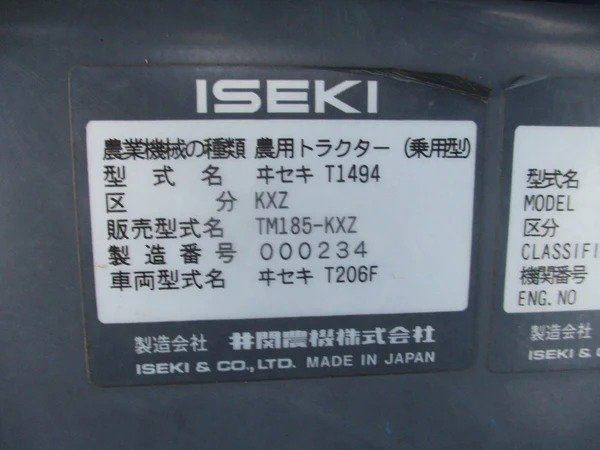 ISEKI
農業機械の種類 農用トラクター (乗用型)
型式名 ヰセキ T1494
区分 KXZ
販売型式名 TM185-KXZ
製造番号 000234
車両型式名 ヰセキ T206F
製造会社 井関農機株式会社
ISEKI & CO., LTD. MADE IN JAPAN
型式名
MODEL
区分
CLASSIFI
機関番号
ENG.NO
製造会社
ISEKI &